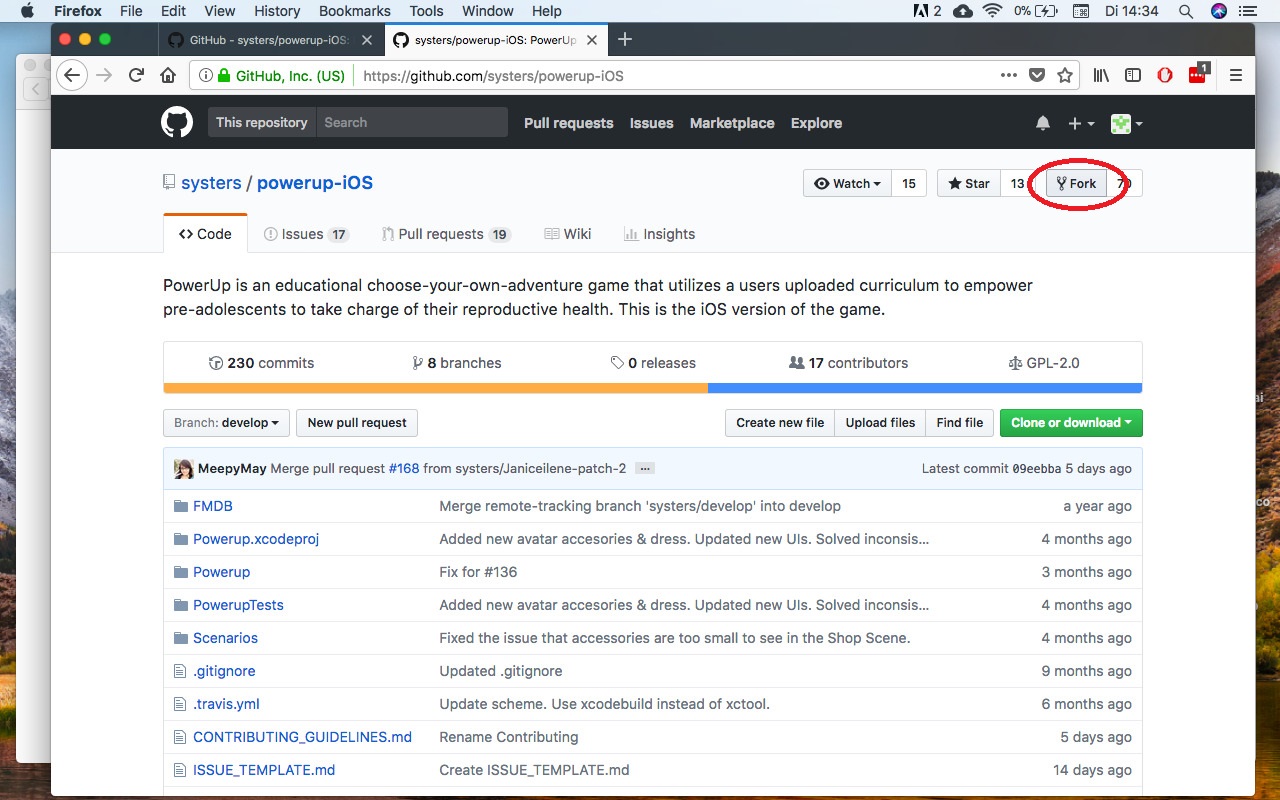 Firefox File Edit View History Bookmarks Tools Window Help 2 0% Di 14:34
GitHub - systers/powerup-iOS: systers/powerup-iOS: PowerUp
GitHub, Inc. (US) https://github.com/systers/powerup-iOS 1
This repository Search Pull requests Issues Marketplace Explore
systers / powerup-iOS Watch 15 Star 13 Fork 70
Code Issues 17 Pull requests 19 Wiki Insights
PowerUp is an educational choose-your-own-adventure game that utilizes a users uploaded curriculum to empower
pre-adolescents to take charge of their reproductive health. This is the iOS version of the game.
230 commits 8 branches 0 releases 17 contributors GPL-2.0
Branch: develop New pull request Create new file Upload files Find file Clone or download
MeepyMay Merge pull request #168 from systers/Janiceilene-patch-2 ... Latest commit 09eebba 5 days ago
FMDB Merge remote-tracking branch 'systers/develop' into develop a year ago
Powerup.xcodeproj Added new avatar accesories & dress. Updated new UIs. Solved inconsis... 4 months ago
Powerup Fix for #136 3 months ago
PowerupTests Added new avatar accesories & dress. Updated new UIs. Solved inconsis... 4 months ago
Scenarios Fixed the issue that accessories are too small to see in the Shop Scene. 4 months ago
.gitignore Updated .gitignore 9 months ago
.travis.yml Update scheme. Use xcodebuild instead of xctool. 6 months ago
CONTRIBUTING_GUIDELINES.md Rename Contributing 5 days ago
ISSUE_TEMPLATE.md Create ISSUE_TEMPLATE.md 14 days ago